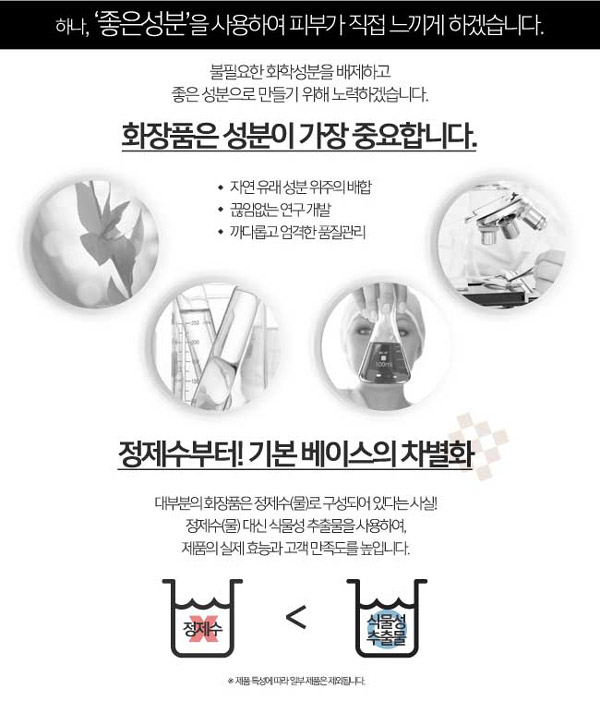 하나, '좋은성분'을 사용하여 피부가 직접 느끼게 하겠습니다.
불필요한 화학성분을 배제하고
좋은 성분으로 만들기 위해 노력하겠습니다.
화장품은 성분이 가장 중요합니다.
◆ 자연 유래 성분 위주의 배합
◆ 끊임없는 연구 개발
◆ 까다롭고 엄격한 품질관리
정제수부터! 기본 베이스의 차별화
대부분의 화장품은 정제수(물)로 구성되어 있다는 사실!
정제수(물) 대신 식물성 추출물을 사용하여,
제품의 실제 효능과 고객 만족도를 높입니다.
정제수 < 식물성
추출물
※ 제품 특성에 따라 일부 제품은 제외됩니다.